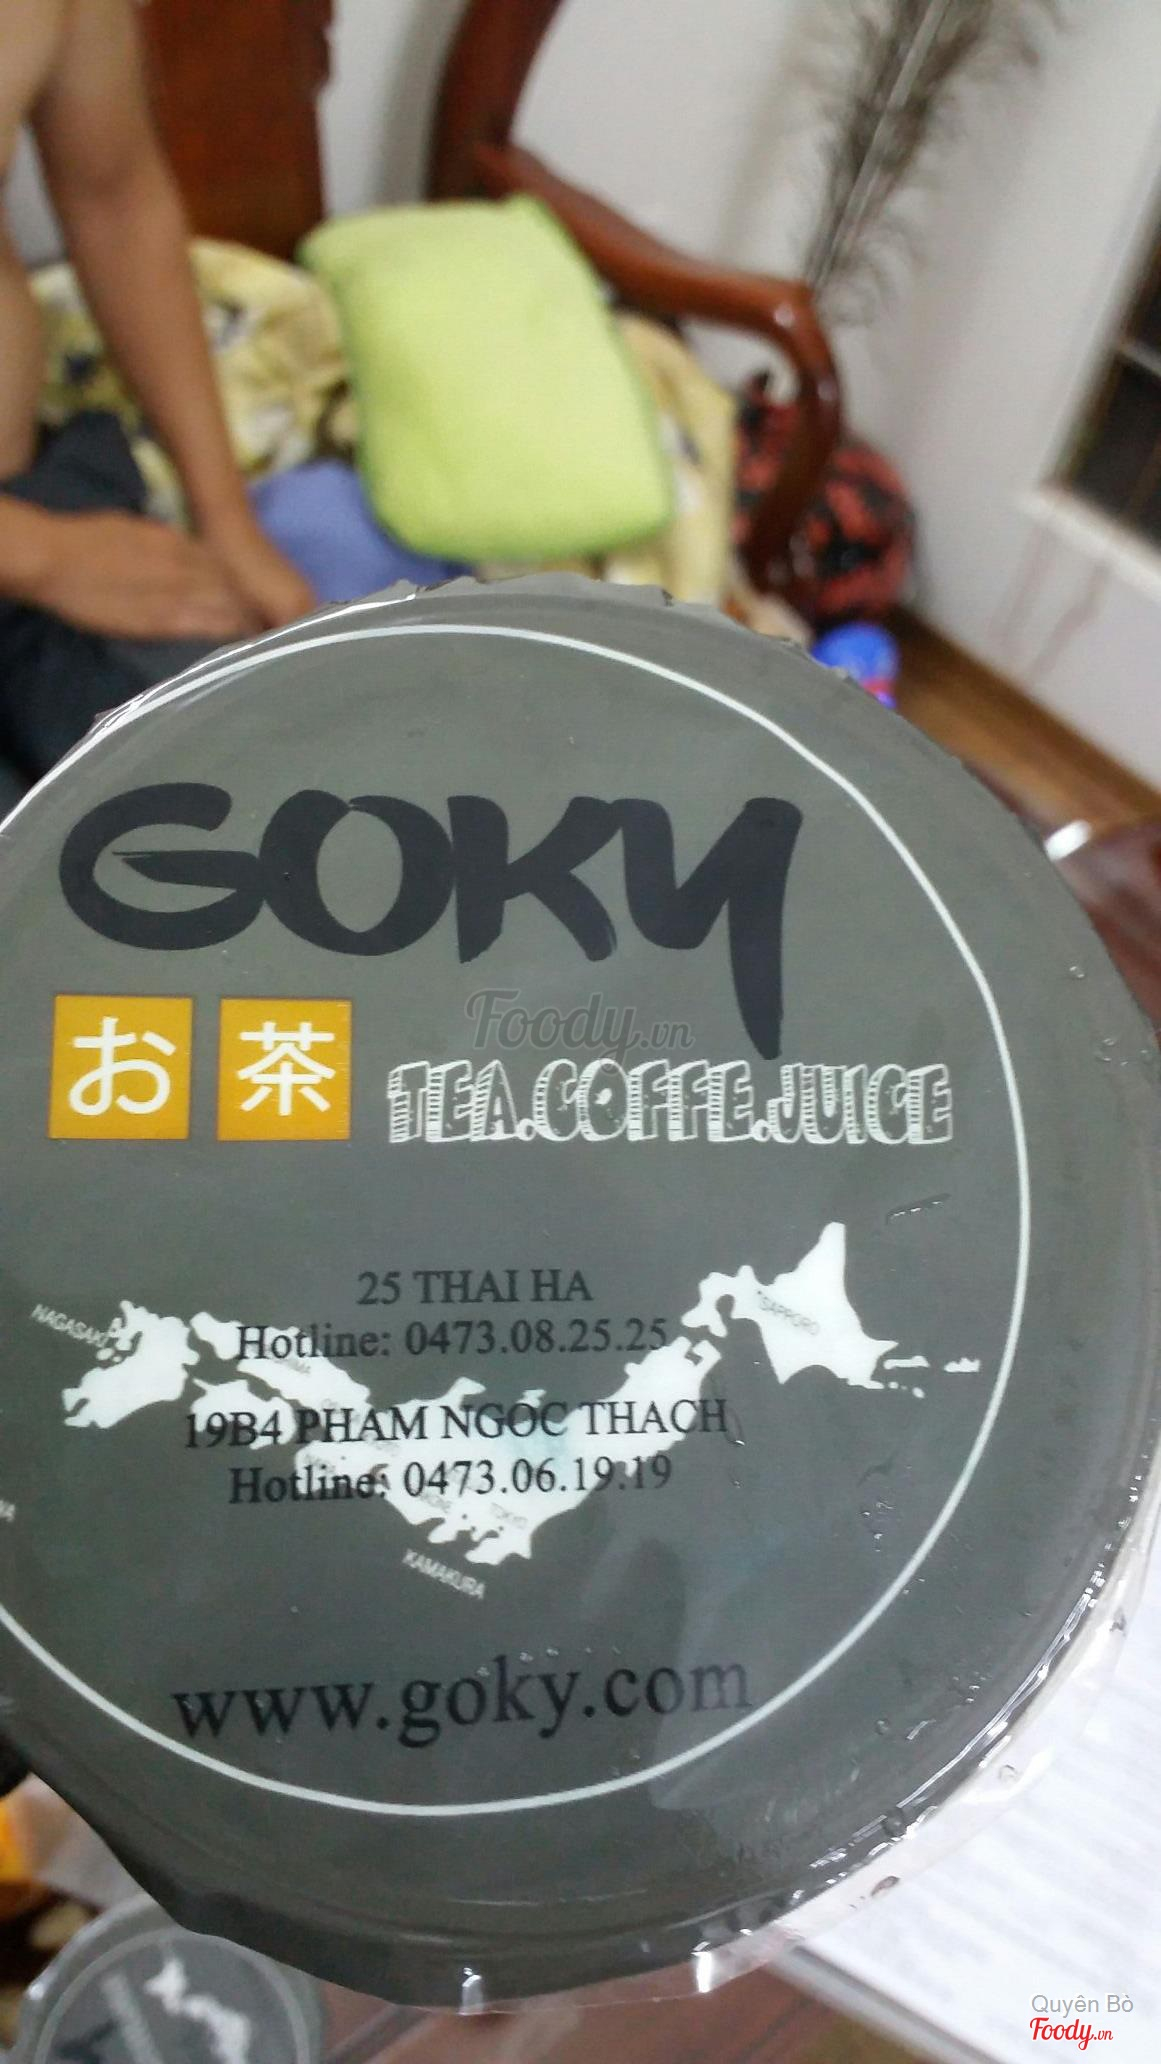 GOKY
お 茶
TEA.COFFE.JUICE
Foody.vn
25 THAI HA
Hotline: 0473.08.25.25
SAPPORO
NAGASAKI
19B4 PHAM NGOC THACH
Hotline: 0473.06.19.19
TOKYO
KAMAKURA
www.goky.com
Quyên Bò
Foody.vn